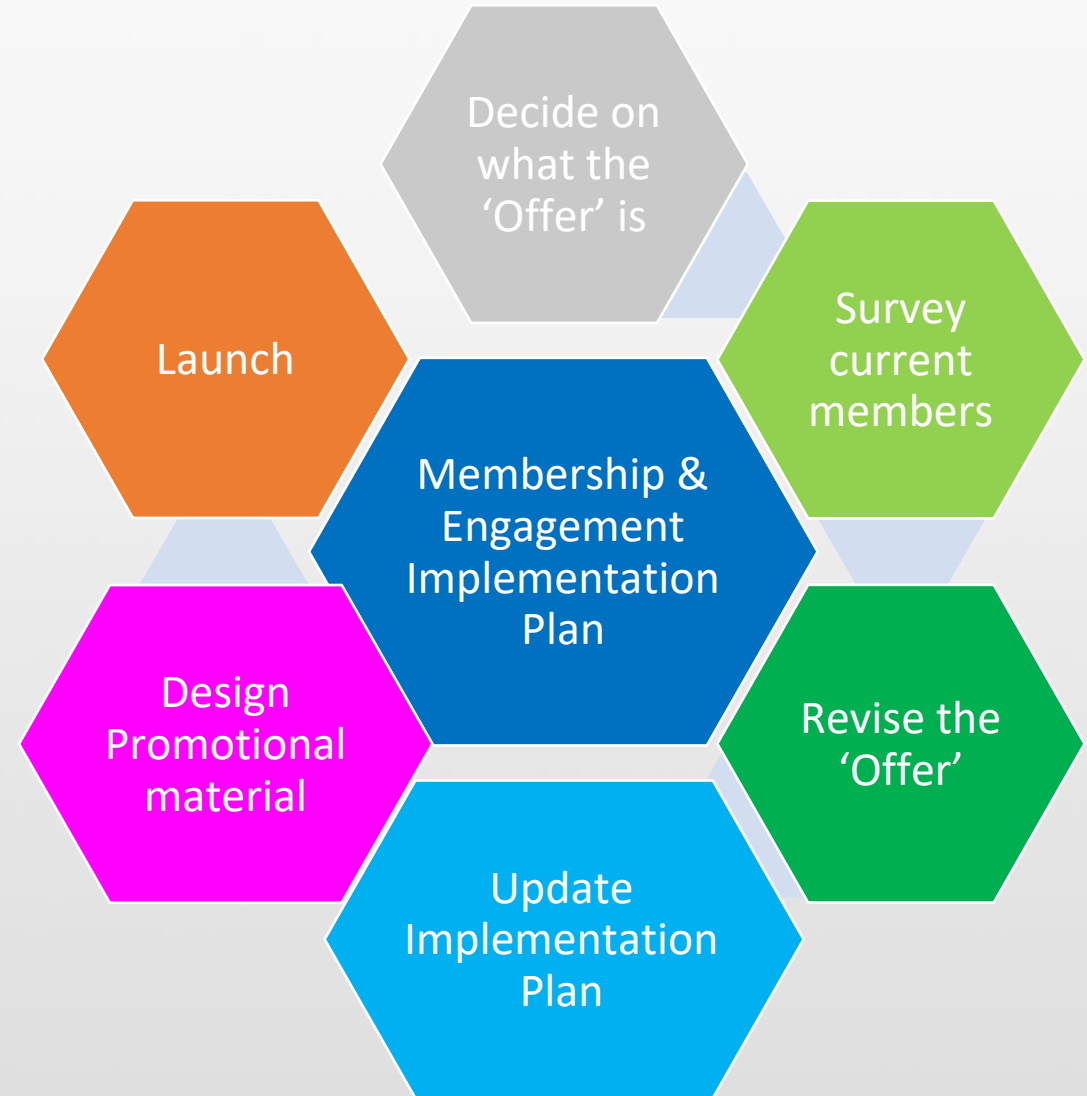 Decide on
what the
‘Offer’ is
Survey
current
members
Revise the
‘Offer’
Update
Implementation
Plan
Design
Promotional
material
Launch
Membership &
Engagement
Implementation
Plan